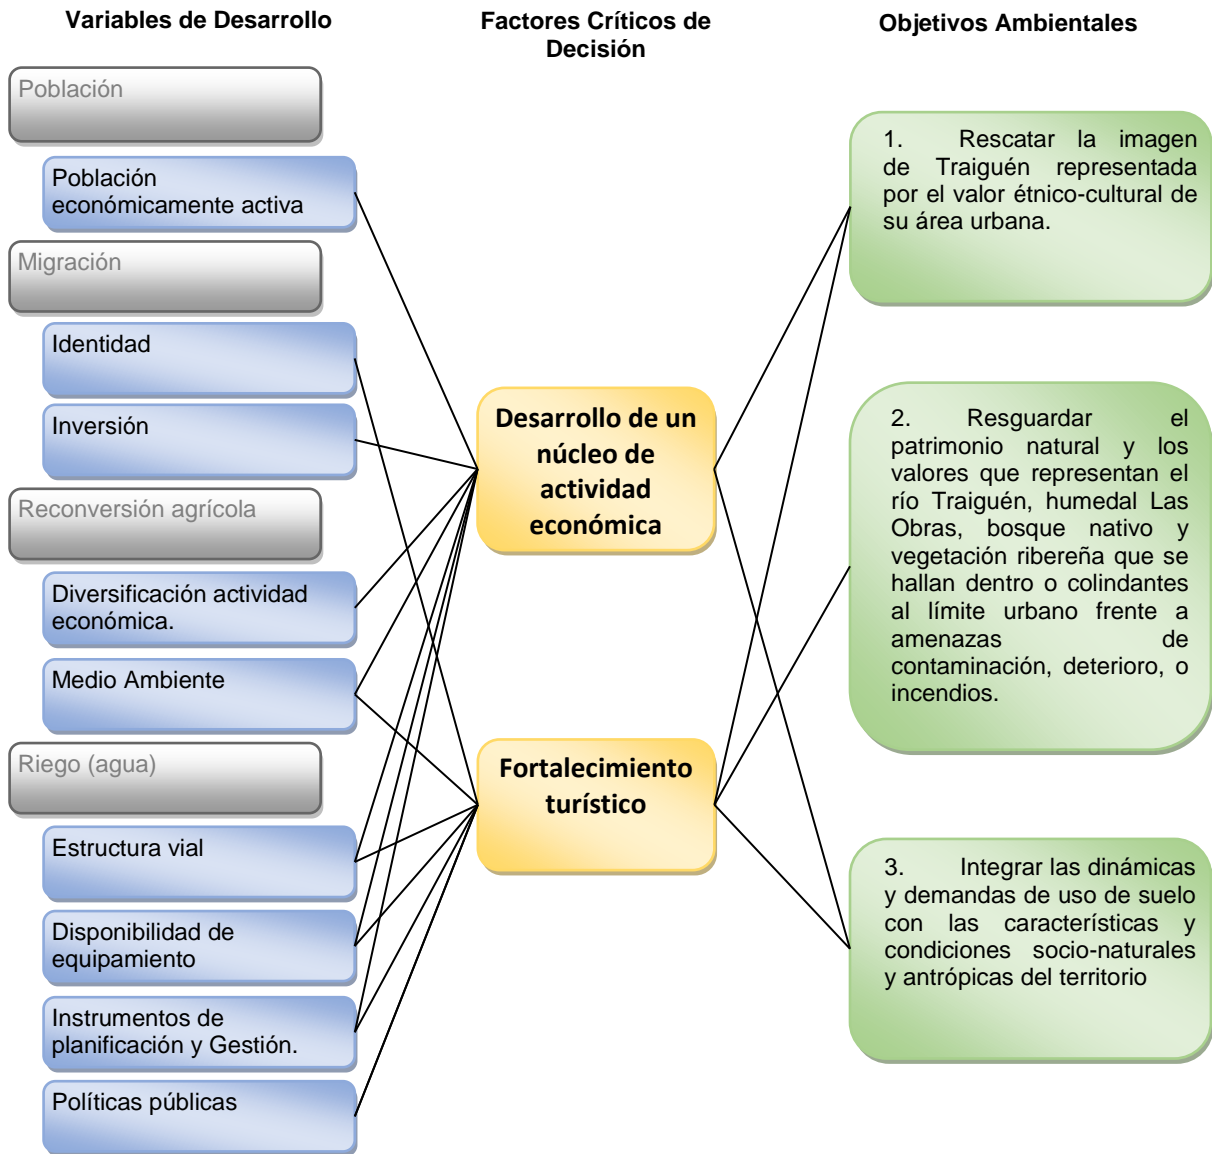 Variables de Desarrollo
Factores Críticos de
Decisión
Objetivos Ambientales
Población
Población
económicamente activa
Migración
Identidad
Inversión
Reconversión agrícola
Diversificación actividad
económica.
Medio Ambiente
Riego (agua)
Estructura vial
Disponibilidad de
equipamiento
Instrumentos de
planificación y Gestión.
Políticas públicas
Desarrollo de un
núcleo de
actividad
económica
Fortalecimiento
turístico
1. Rescatar la imagen
de Traiguén representada
por el valor étnico-cultural de
su área urbana.
2. Resguardar el
patrimonio natural y los
valores que representan el
río Traiguén, humedal Las
Obras, bosque nativo y
vegetación ribereña que se
hallan dentro o colindantes
al límite urbano frente a
amenazas de
contaminación, deterioro, o
incendios.
3. Integrar las dinámicas
y demandas de uso de suelo
con las características y
condiciones socio-naturales
y antrópicas del territorio